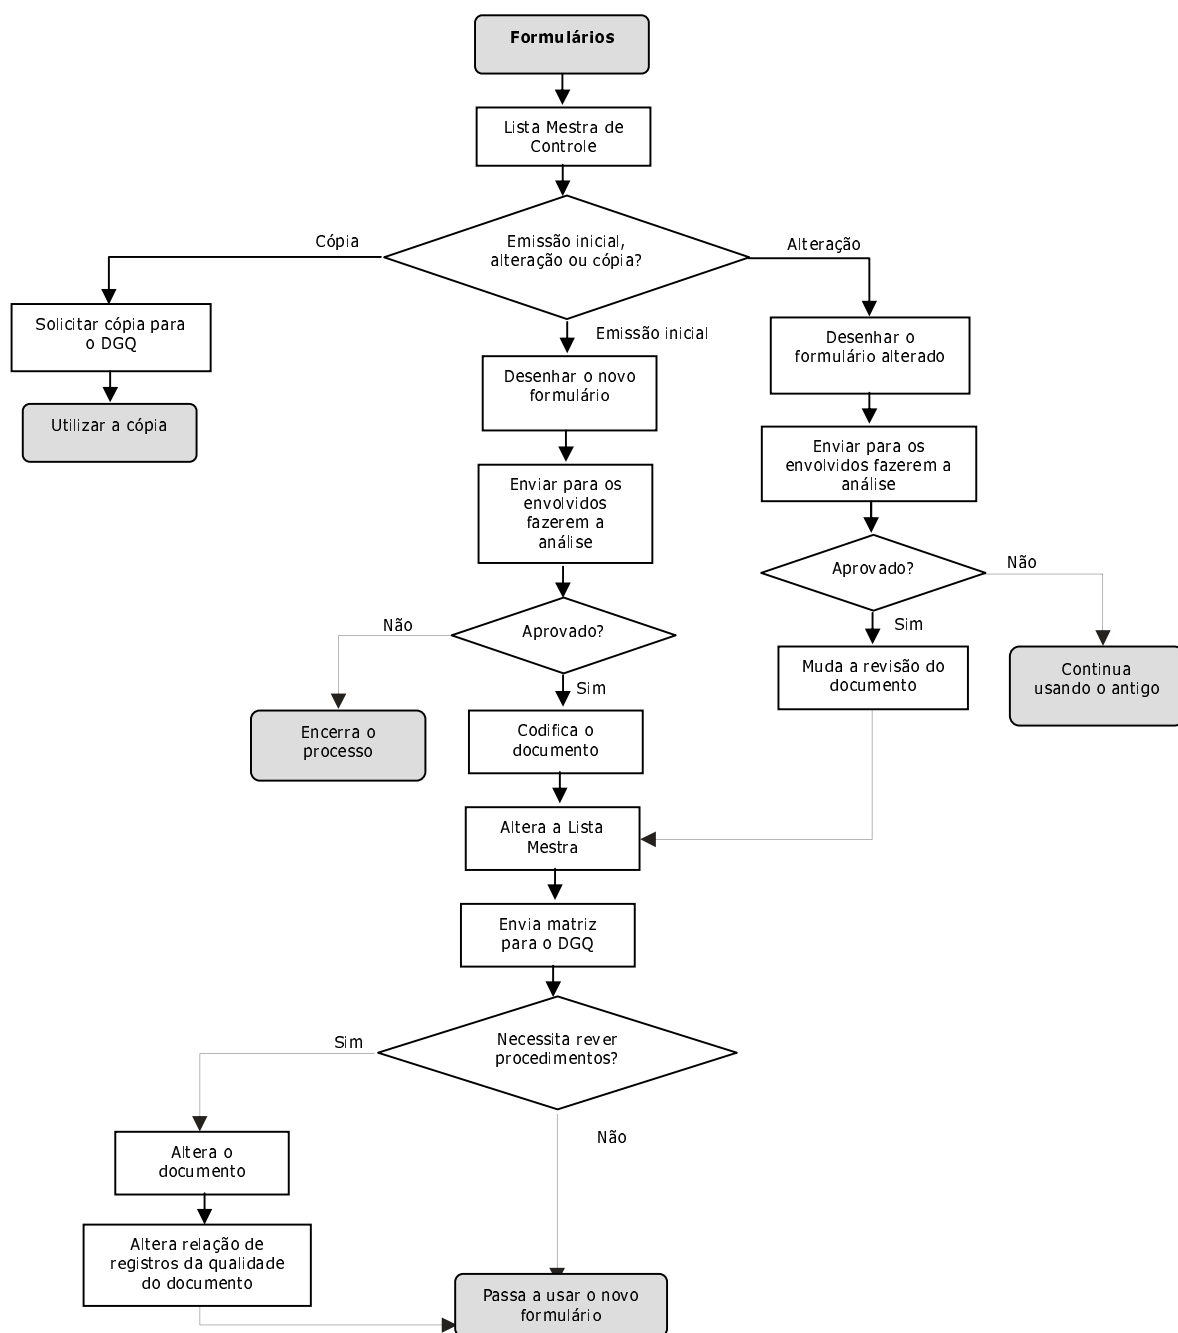 Formulários
Lista Mestra de
Controle
Emissão inicial,
alteração ou cópia?
Cópia
Alteração
Emissão inicial
Solicitar cópia para
o DGQ
Utilizar a cópia
Desenhar o novo
formulário
Desenhar o
formulário alterado
Enviar para os
envolvidos
fazerem a
análise
Enviar para os
envolvidos fazerem a
análise
Aprovado?
Não
Sim
Muda a revisão do
documento
Continua
usando o antigo
Aprovado?
Não
Sim
Encerra o
processo
Codifica o
documento
Altera a Lista
Mestra
Envia matriz
para o DGQ
Necessita rever
procedimentos?
Sim
Não
Altera o
documento
Altera relação de
registros da qualidade
do documento
Passa a usar o novo
formulário